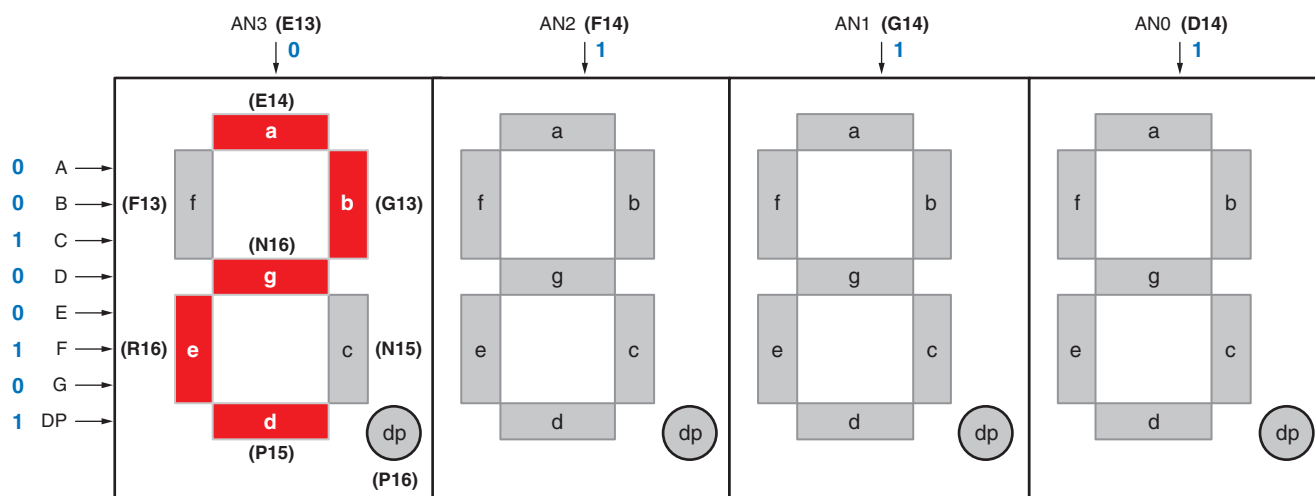 AN3 (E13) AN2 (F14) AN1 (G14) AN0 (D14)
0 1 1 1
(E14)
a a a a
0 A
0 B (F13) f b (G13) f b f b f b
1 C (N16)
0 D g g g g
0 E
1 F (R16) e c (N15) e c e c e c
0 G
1 DP d dp d dp d dp d dp
(P15) (P16)